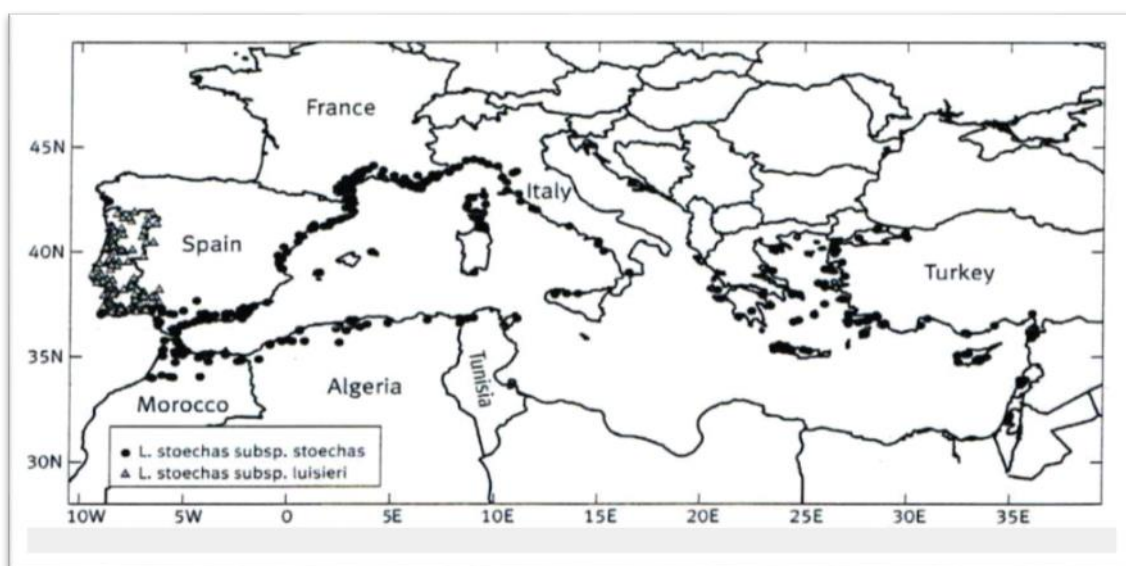 France
45N
Italy
40N
Spain
Turkey
35N
Algeria
Tunisia
Morocco
● L. stoechas subsp. stoechas
▵ L. stoechas subsp. luisieri
30N
10W 5W 0 5E 10E 15E 20E 25E 30E 35E